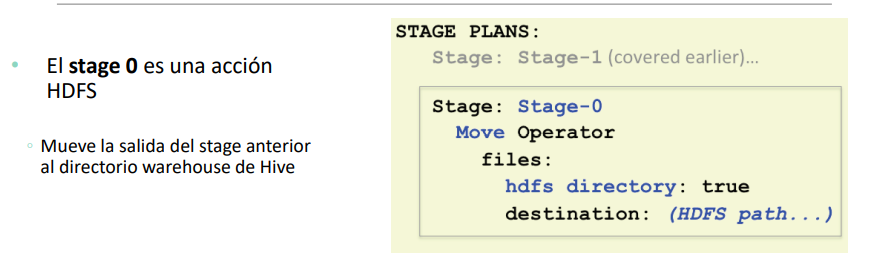 • El stage 0 es una acción
HDFS
◦ Mueve la salida del stage anterior
al directorio warehouse de Hive
STAGE PLANS:
Stage: Stage-1 (covered earlier)…
Stage: Stage-0
Move Operator
files:
hdfs directory: true
destination: (HDFS path...)